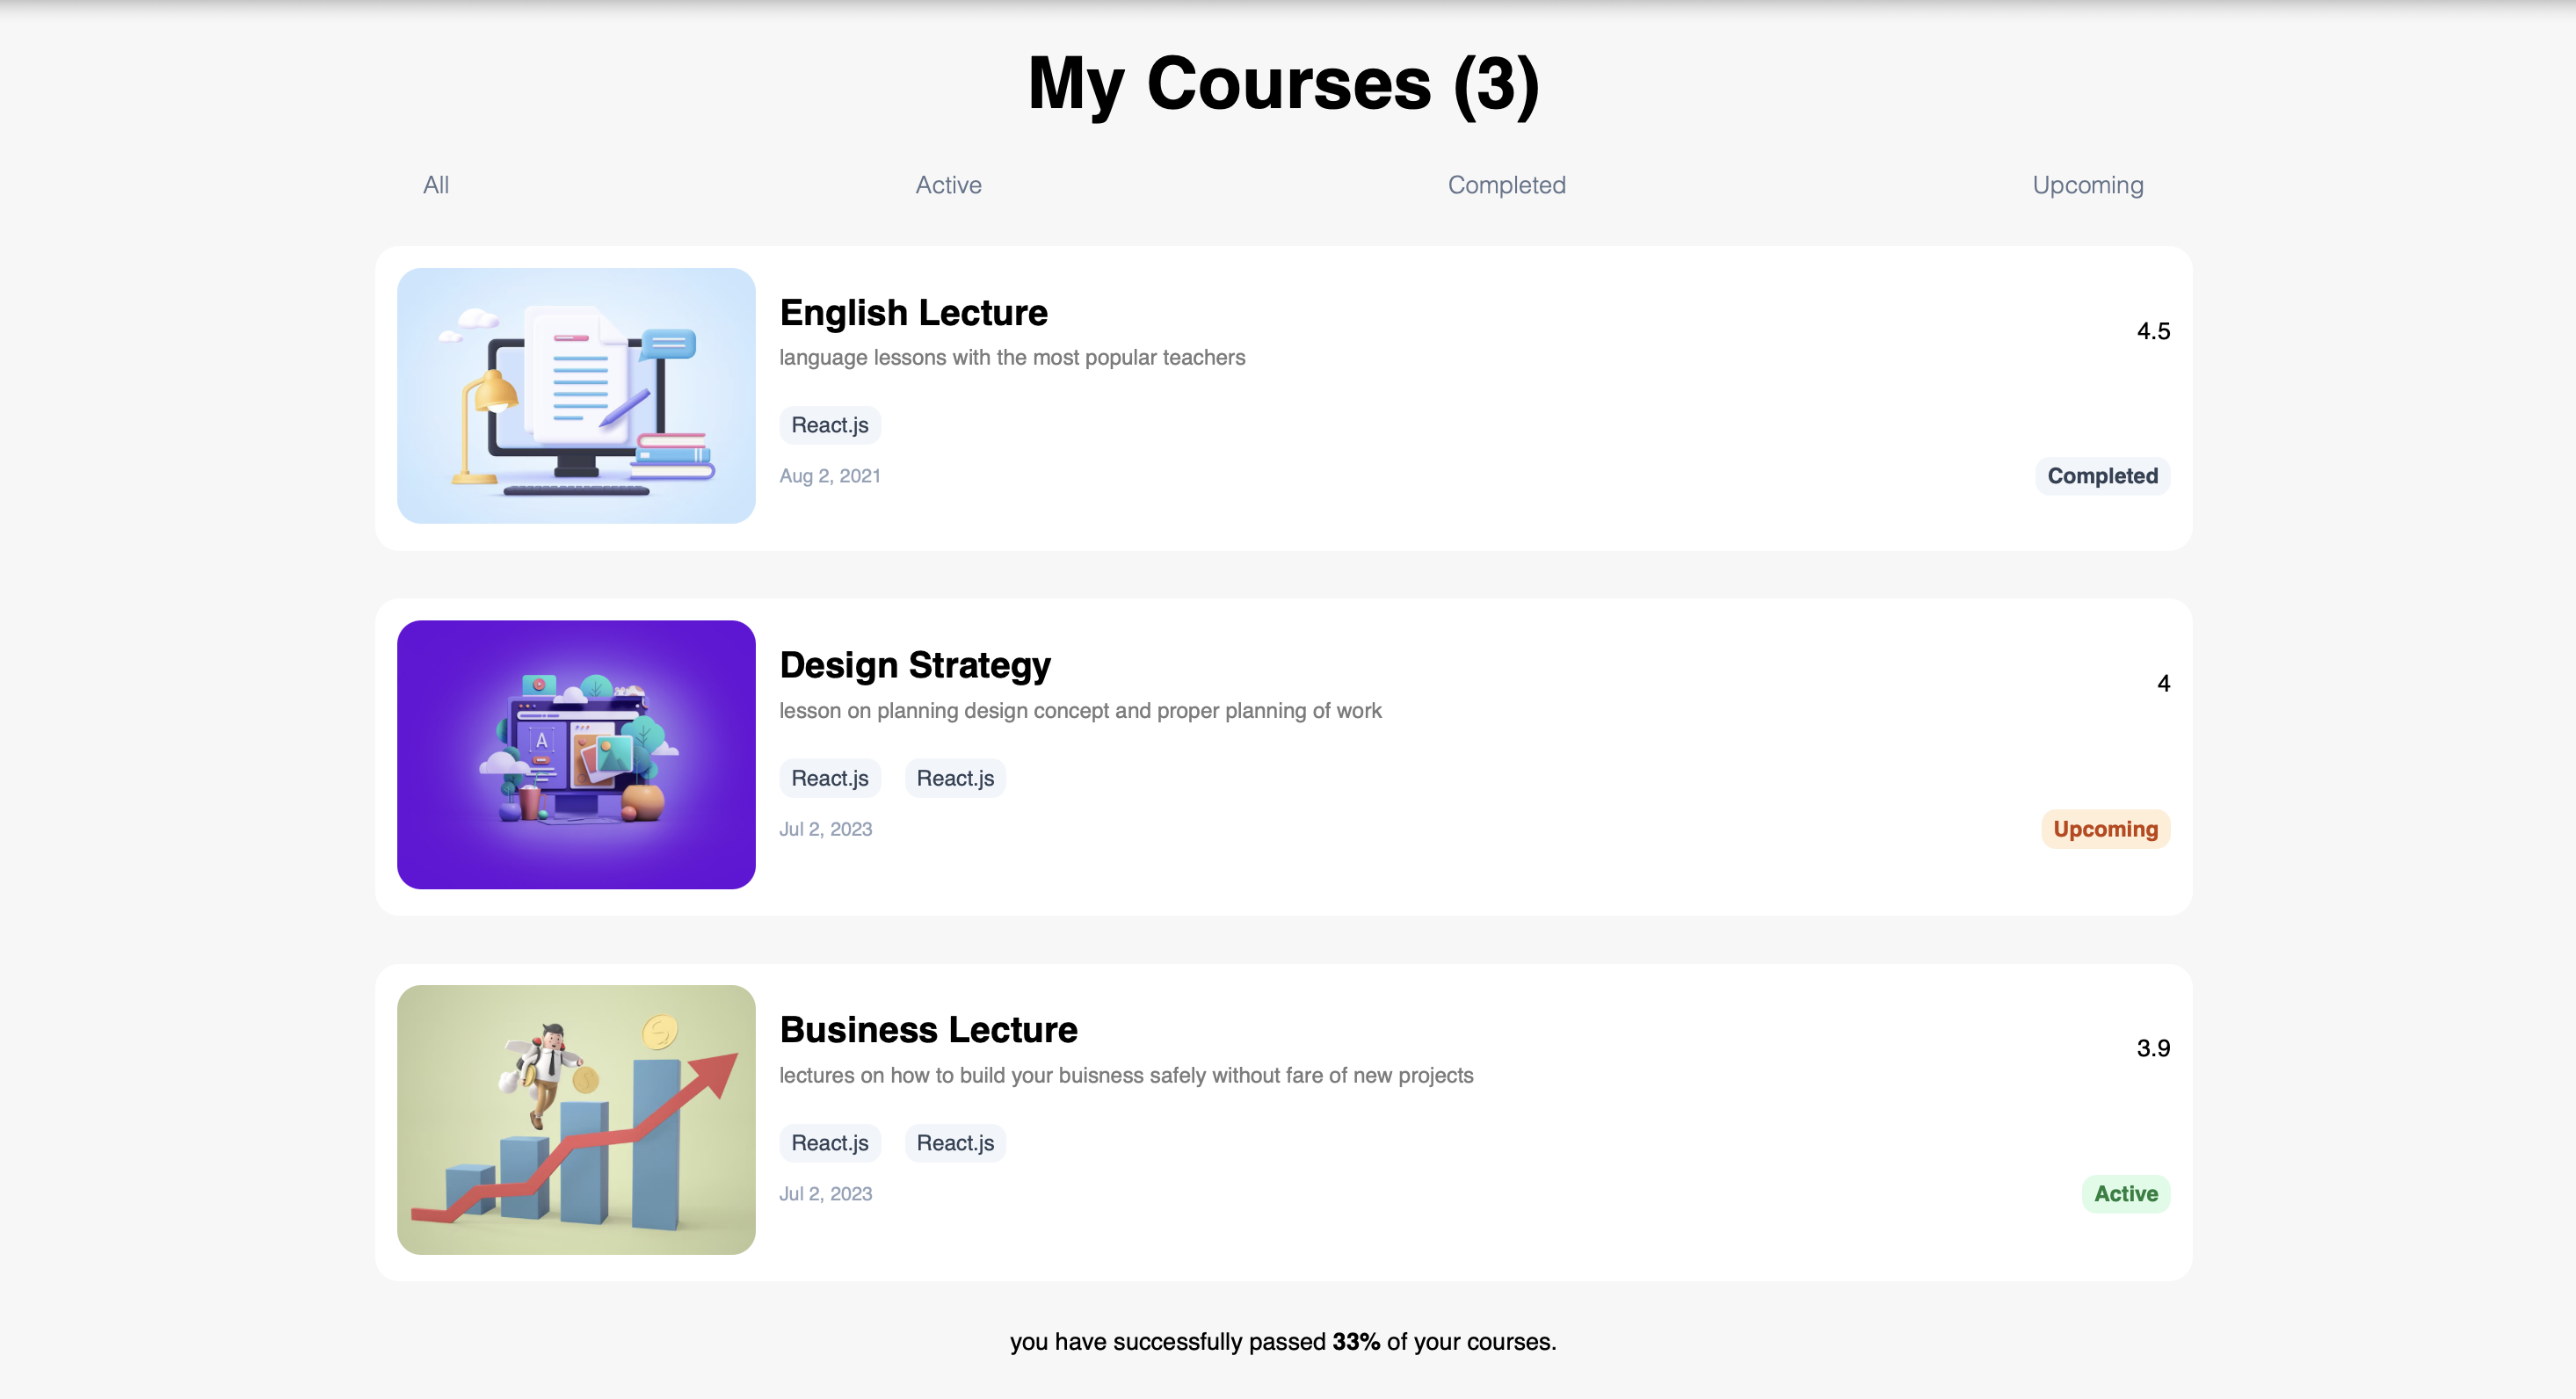 My Courses (3)
All Active Completed Upcoming
English Lecture
4.5
language lessons with the most popular teachers
React.js
Aug 2, 2021
Completed
Design Strategy
4
lesson on planning design concept and proper planning of work
A
React.js React.js
Jul 2, 2023
Upcoming
Business Lecture
3.9
lectures on how to build your buisness safely without fare of new projects
React.js React.js
Jul 2, 2023
Active
you have successfully passed 33% of your courses.